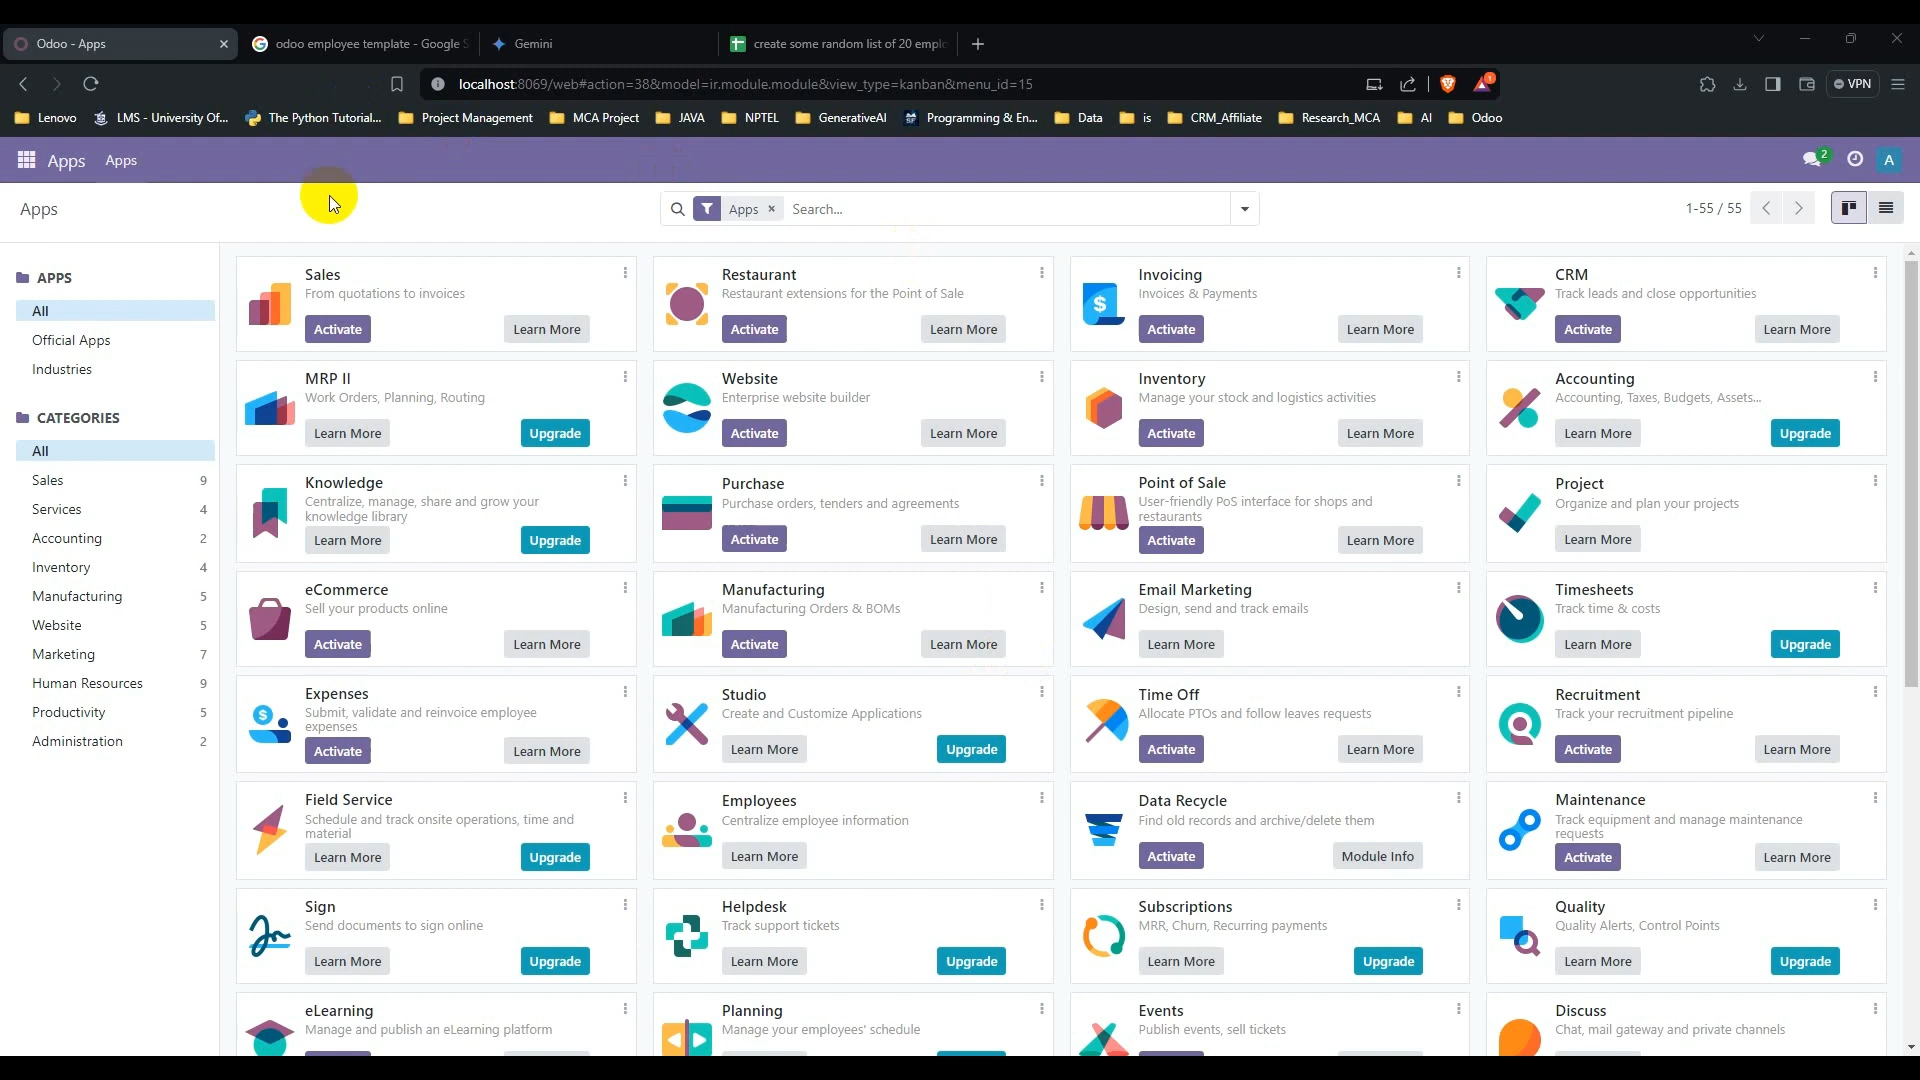 Odoo - Apps
odoo employee template - Google S
Gemini
create some random list of 20 emplo
localhost:8069/web#action=38&model=ir.module.module&view_type=kanban&menu_id=15
1
VPN
Lenovo
LMS - University Of...
The Python Tutorial...
Project Management
MCA Project
JAVA
NPTEL
GenerativeAI
Programming & En...
Data
is
CRM_Affiliate
Research_MCA
AI
Odoo
Apps
Apps
2
A
Apps
Apps
Search...
1-55 / 55
APPS
All
Official Apps
Industries
CATEGORIES
All
Sales 9
Services 4
Accounting 2
Inventory 4
Manufacturing 5
Website 5
Marketing 7
Human Resources 9
Productivity 5
Administration 2
Sales
From quotations to invoices
Activate
Learn More
Restaurant
Restaurant extensions for the Point of Sale
Activate
Learn More
Invoicing
Invoices & Payments
Activate
Learn More
CRM
Track leads and close opportunities
Activate
Learn More
MRP II
Work Orders, Planning, Routing
Learn More
Upgrade
Website
Enterprise website builder
Activate
Learn More
Inventory
Manage your stock and logistics activities
Activate
Learn More
Accounting
Accounting, Taxes, Budgets, Assets...
Learn More
Upgrade
Knowledge
Centralize, manage, share and grow your
knowledge library
Learn More
Upgrade
Purchase
Purchase orders, tenders and agreements
Activate
Learn More
Point of Sale
User-friendly PoS interface for shops and
restaurants
Activate
Learn More
Project
Organize and plan your projects
Learn More
eCommerce
Sell your products online
Activate
Learn More
Manufacturing
Manufacturing Orders & BOMs
Activate
Learn More
Email Marketing
Design, send and track emails
Learn More
Timesheets
Track time & costs
Learn More
Upgrade
Expenses
Submit, validate and reinvoice employee
expenses
Activate
Learn More
Studio
Create and Customize Applications
Learn More
Upgrade
Time Off
Allocate PTOs and follow leaves requests
Activate
Learn More
Recruitment
Track your recruitment pipeline
Activate
Learn More
Field Service
Schedule and track onsite operations, time and
material
Learn More
Upgrade
Employees
Centralize employee information
Learn More
Data Recycle
Find old records and archive/delete them
Activate
Module Info
Maintenance
Track equipment and manage maintenance
requests
Activate
Learn More
Sign
Send documents to sign online
Learn More
Upgrade
Helpdesk
Track support tickets
Learn More
Upgrade
Subscriptions
MRR, Churn, Recurring payments
Learn More
Upgrade
Quality
Quality Alerts, Control Points
Learn More
Upgrade
eLearning
Manage and publish an eLearning platform
Planning
Manage your employees' schedule
Events
Publish events, sell tickets
Discuss
Chat, mail gateway and private channels